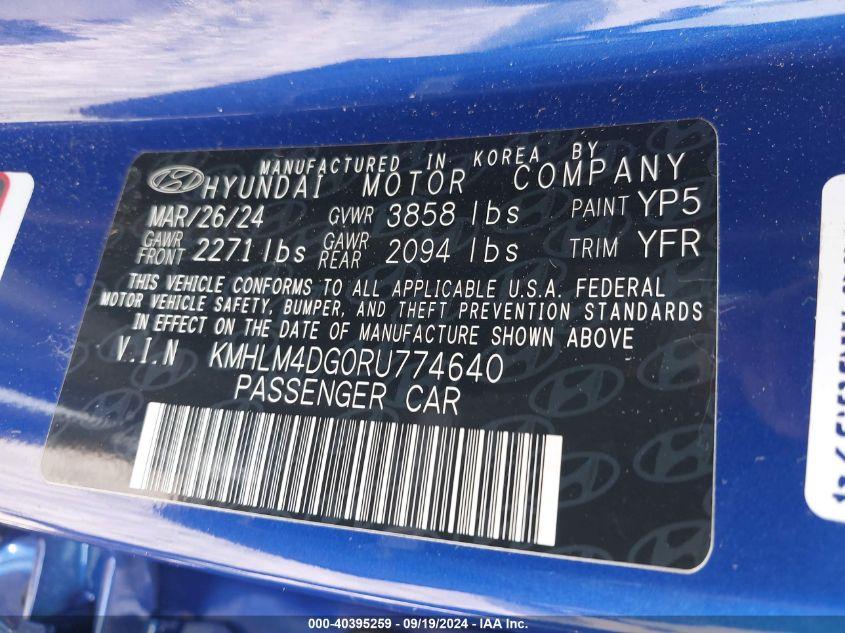 MANUFACTURED IN KOREA BY
HYUNDAI MOTOR COMPANY
MAR/26/24 GVWR 3858 lbs PAINT YP5
GAWR FRONT 2271 lbs GAWR REAR 2094 lbs TRIM YFR
THIS VEHICLE CONFORMS TO ALL APPLICABLE U.S.A. FEDERAL
MOTOR VEHICLE SAFETY, BUMPER, AND THEFT PREVENTION STANDARDS
IN EFFECT ON THE DATE OF MANUFACTURE SHOWN ABOVE
V.I.N KMHLM4DG0RU774640
PASSENGER CAR
000-40395259 - 09/19/2024 - IAA Inc.